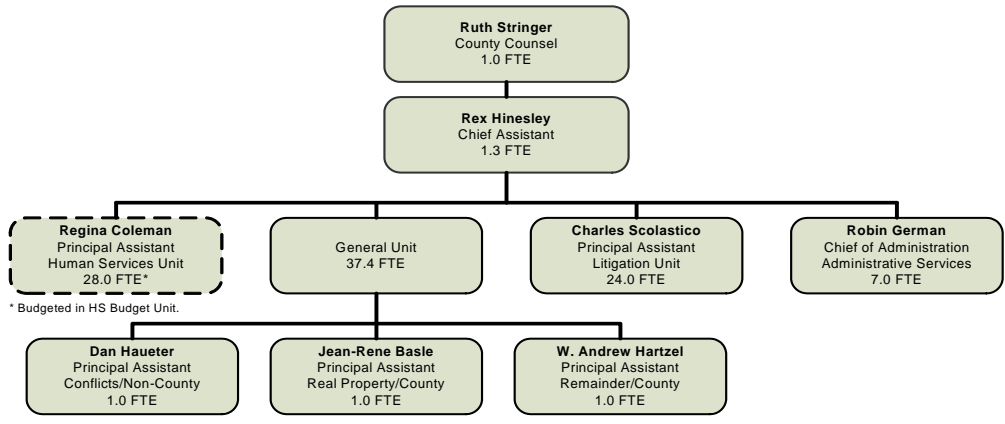 Ruth Stringer
County Counsel
1.0 FTE
Rex Hinesley
Chief Assistant
1.3 FTE
Regina Coleman
Principal Assistant
Human Services Unit
28.0 FTE*
* Budgeted in HS Budget Unit.
General Unit
37.4 FTE
Charles Scolastico
Principal Assistant
Litigation Unit
24.0 FTE
Robin German
Chief of Administration
Administrative Services
7.0 FTE
Dan Haueter
Principal Assistant
Conflicts/Non-County
1.0 FTE
Jean-Rene Basle
Principal Assistant
Real Property/County
1.0 FTE
W. Andrew Hartzel
Principal Assistant
Remainder/County
1.0 FTE